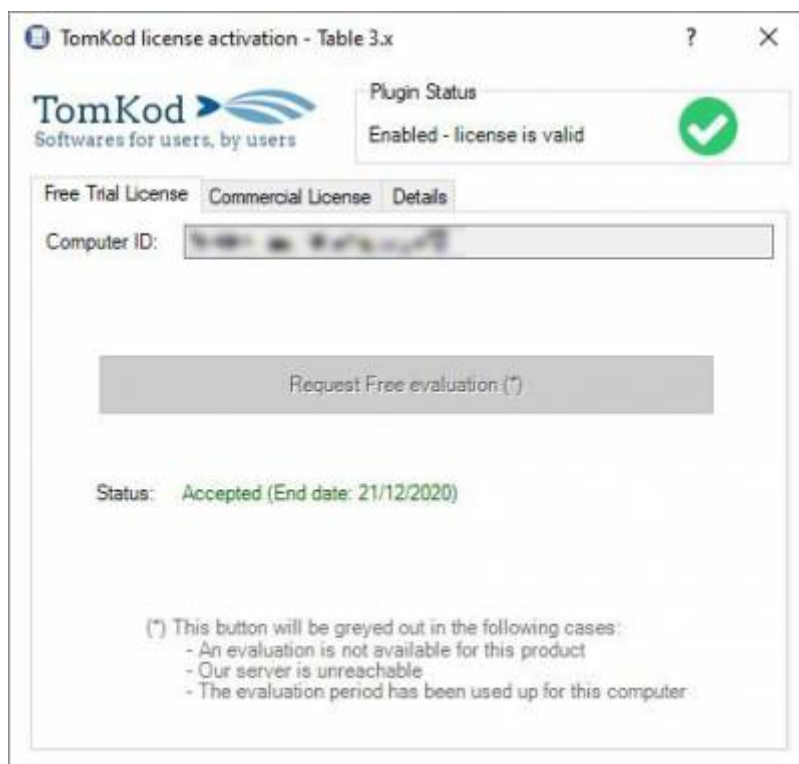 TomKod license activation - Table 3.x
?
TomKod
Softwares for users, by users
Plugin Status
Enabled - license is valid
Free Trial License
Commercial License
Details
Computer ID:
Request Free evaluation (*)
Status:
Accepted (End date: 21/12/2020)
(*) This button will be greyed out in the following cases:
- An evaluation is not available for this product
- Our server is unreachable
- The evaluation period has been used up for this computer